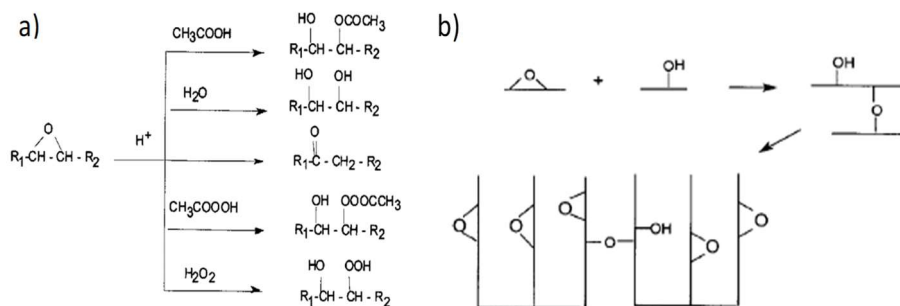 a)
CH₃COOH
HO OCOCH₃
R₁-CH-CH-R₂
H₂O
HO OH
R₁-CH-CH-R₂
O
R₁-CH-CH-R₂
H⁺
O
R₁-C-CH₂-R₂
CH₃COOOH
OH OOOCCH₃
R₁-CH-CH-R₂
H₂O₂
HO OOH
R₁-CH-CH-R₂
b)
O + OH OH
O
O O O O OH O O